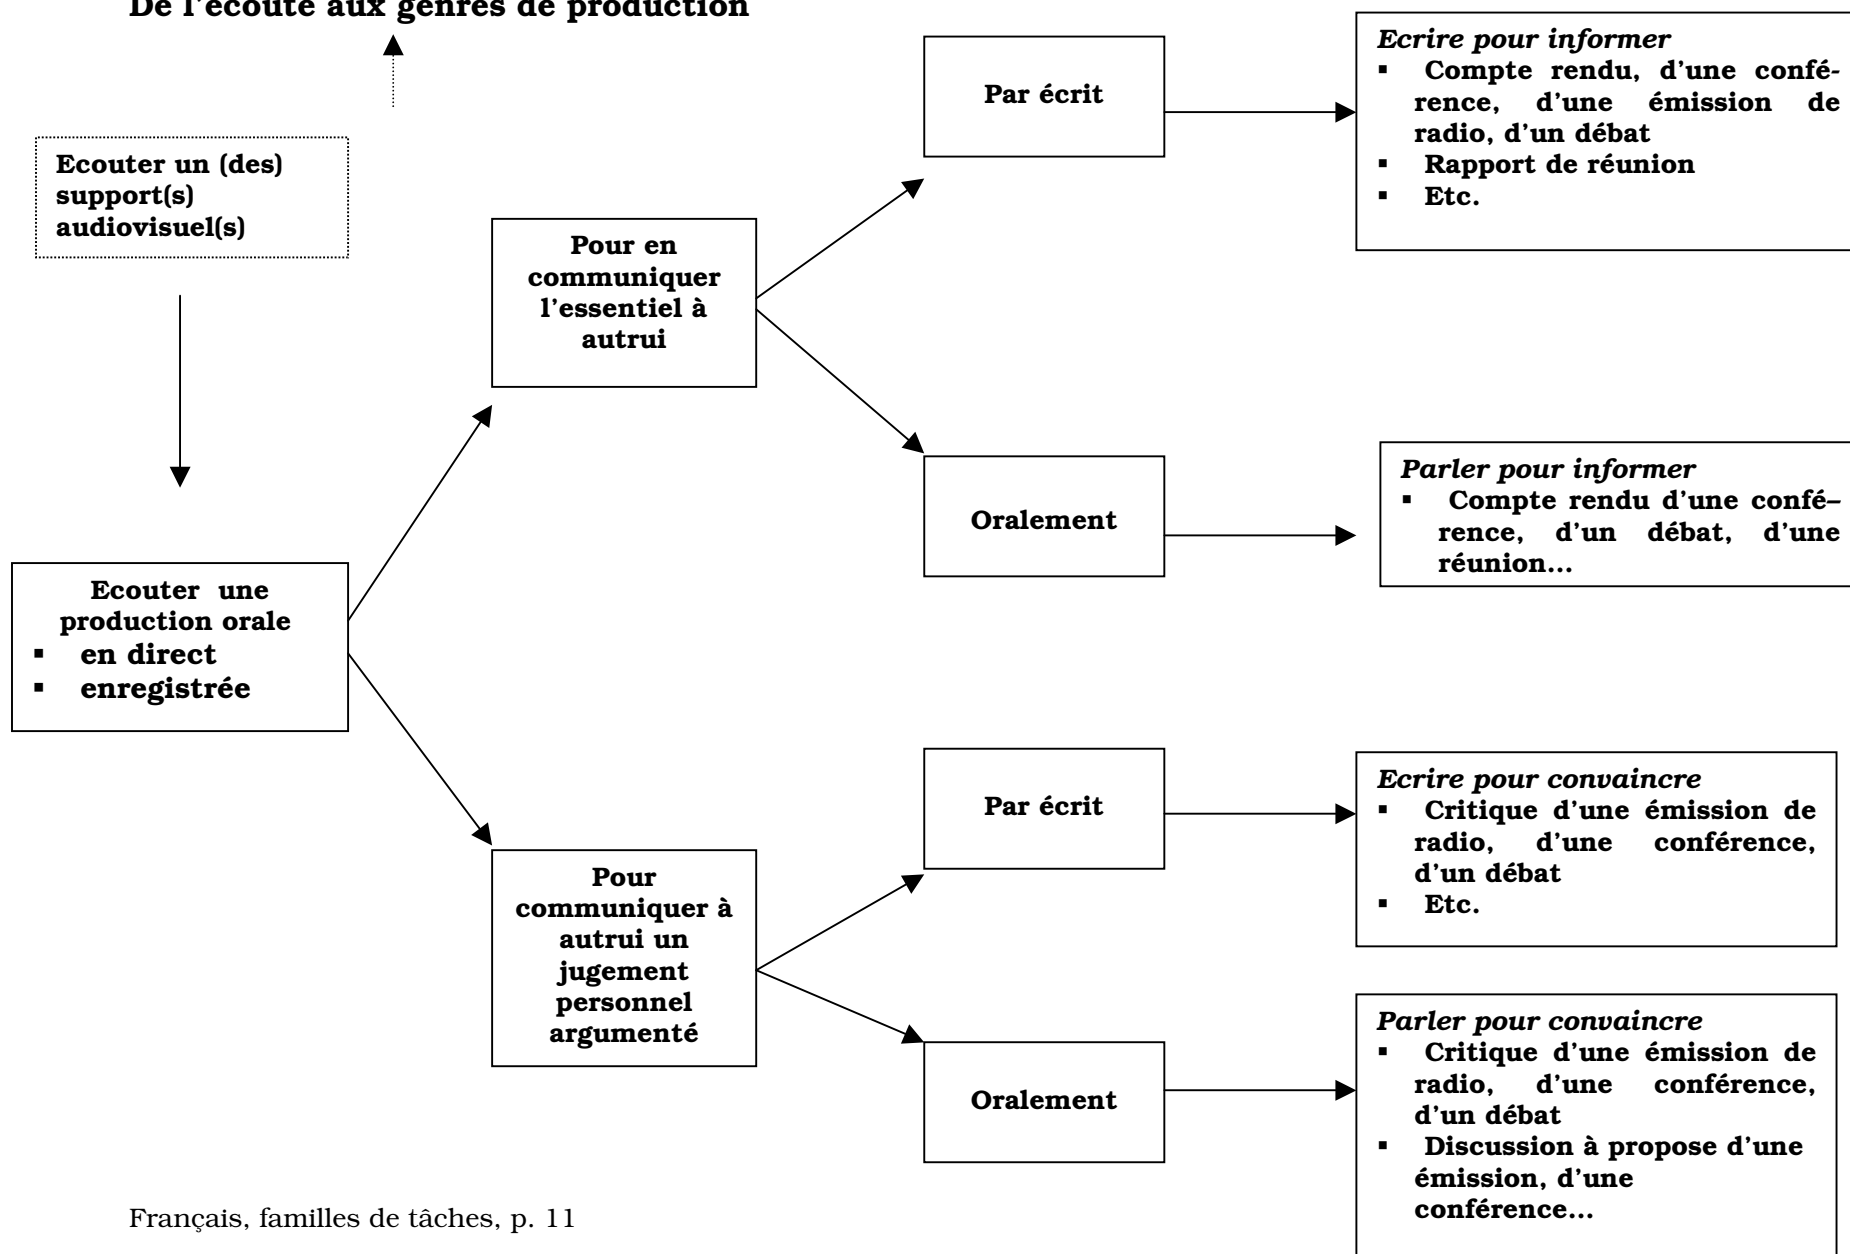 De l'écoute aux genres de production
Ecouter un (des)
support(s)
audiovisuel(s)
Ecouter une
production orale
▪ en direct
▪ enregistrée
Pour en
communiquer
l'essentiel à
autrui
Par écrit
Ecrire pour informer
▪ Compte rendu, d'une confé-
rence, d'une émission de
radio, d'un débat
▪ Rapport de réunion
▪ Etc.
Oralement
Parler pour informer
▪ Compte rendu d'une confé–
rence, d'un débat, d'une
réunion…
Pour
communiquer à
autrui un
jugement
personnel
argumenté
Par écrit
Ecrire pour convaincre
▪ Critique d'une émission de
radio, d'une conférence,
d'un débat
▪ Etc.
Oralement
Parler pour convaincre
▪ Critique d'une émission de
radio, d'une conférence,
d'un débat
▪ Discussion à propose d'une
émission, d'une
conférence…
Français, familles de tâches, p. 11